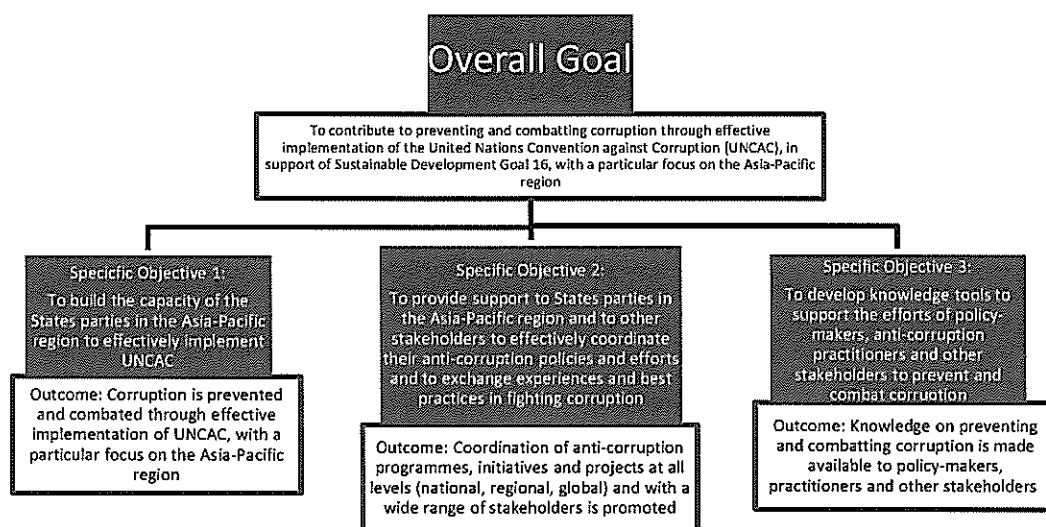 Overall Goal
To contribute to preventing and combatting corruption through effective
implementation of the United Nations Convention against Corruption (UNCAC), in
support of Sustainable Development Goal 16, with a particular focus on the Asia-Pacific
region
Specicfic Objective 1:
To build the capacity of the
States parties in the Asia-Pacific
region to effectively implement
UNCAC
Outcome: Corruption is prevented
and combated through effective
implementation of UNCAC, with a
particular focus on the Asia-Pacific
region
Specific Objective 2:
To provide support to States parties in
the Asia-Pacific region and to other
stakeholders to effectively coordinate
their anti-corruption policies and efforts
and to exchange experiences and best
practices in fighting corruption
Outcome: Coordination of anti-corruption
programmes, initiatives and projects at all
levels (national, regional, global) and with a
wide range of stakeholders is promoted
Specific Objective 3:
To develop knowledge tools to
support the efforts of policy-
makers, anti-corruption
practitioners and other
stakeholders to prevent and
combat corruption
Outcome: Knowledge on preventing
and combatting corruption is made
available to policy-makers,
practitioners and other stakeholders